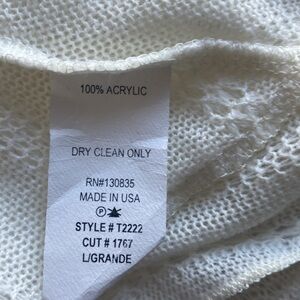 100% ACRYLIC
DRY CLEAN ONLY
RN#130835
MADE IN USA
P
STYLE # T2222
CUT # 1767
L/GRANDE